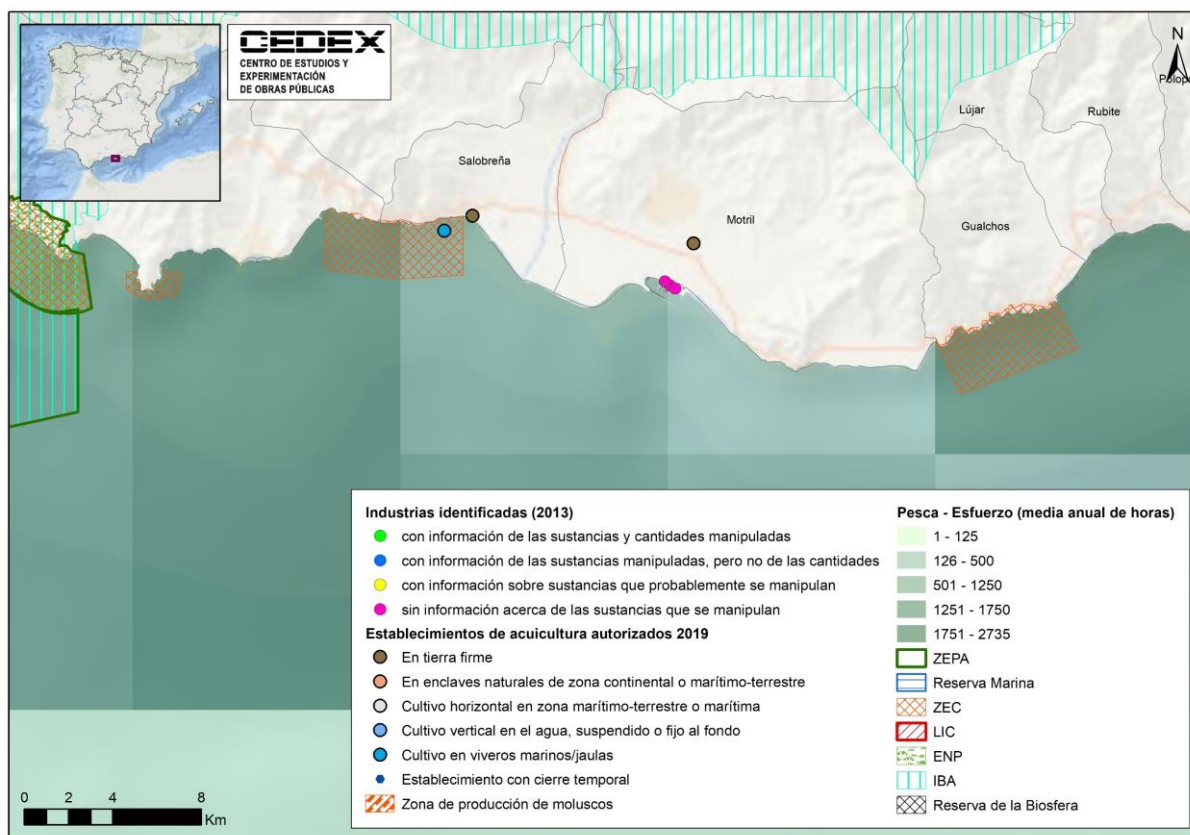 CEDEX
CENTRO DE ESTUDIOS Y
EXPERIMENTACIÓN
DE OBRAS PÚBLICAS
N
Polopo
Lújar
Rubite
Salobreña
Motril
Gualchos
Industrias identificadas (2013)
con información de las sustancias y cantidades manipuladas
con información de las sustancias manipuladas, pero no de las cantidades
con información sobre sustancias que probablemente se manipulan
sin información acerca de las sustancias que se manipulan
Establecimientos de acuicultura autorizados 2019
En tierra firme
En enclaves naturales de zona continental o marítimo-terrestre
Cultivo horizontal en zona marítimo-terrestre o marítima
Cultivo vertical en el agua, suspendido o fijo al fondo
Cultivo en viveros marinos/jaulas
Establecimiento con cierre temporal
Zona de producción de moluscos
Pesca - Esfuerzo (media anual de horas)
1 - 125
126 - 500
501 - 1250
1251 - 1750
1751 - 2735
ZEPA
Reserva Marina
ZEC
LIC
ENP
IBA
Reserva de la Biosfera
0 2 4 8
Km